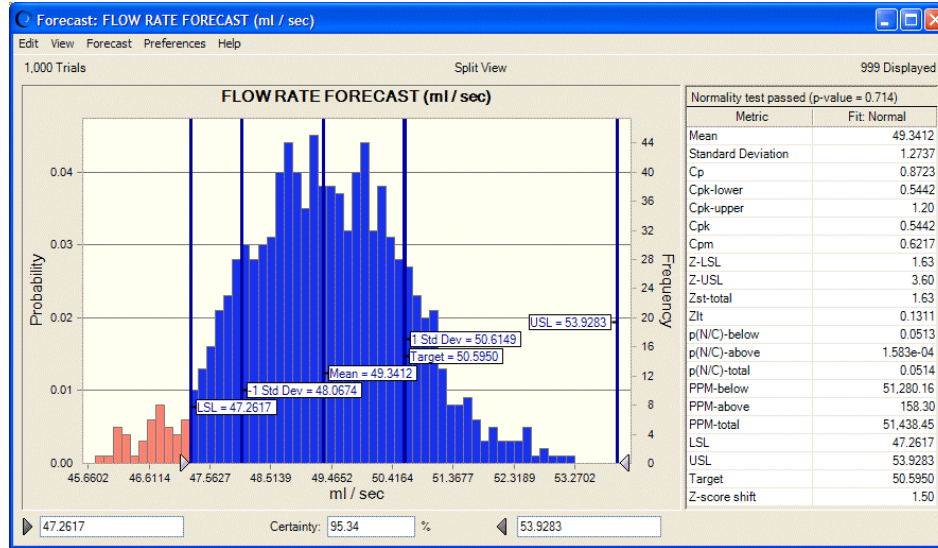 Forecast: FLOW RATE FORECAST (ml / sec)
Edit View Forecast Preferences Help
1,000 Trials Split View 999 Displayed
FLOW RATE FORECAST (ml / sec)
Probability
0.04
0.03
0.02
0.01
0.00
44
40
36
32
28
24
20
16
12
8
4
0
Frequency
USL = 53.9283
1 Std Dev = 50.6149
Target = 50.5950
Mean = 49.3412
-1 Std Dev = 48.0674
LSL = 47.2617
45.6602 46.6114 47.5627 48.5139 49.4652 50.4164 51.3677 52.3189 53.2702
ml / sec
Normality test passed (p-value = 0.714)
Metric Fit: Normal
Mean 49.3412
Standard Deviation 1.2737
Cp 0.8723
Cpk-lower 0.5442
Cpk-upper 1.20
Cpk 0.5442
Cpm 0.6217
Z-LSL 1.63
Z-USL 3.60
Zst-total 1.63
Zlt 0.1311
p(N/C)-below 0.0513
p(N/C)-above 1.583e-04
p(N/C)-total 0.0514
PPM-below 51,280.16
PPM-above 158.30
PPM-total 51,438.45
LSL 47.2617
USL 53.9283
Target 50.5950
Z-score shift 1.50
47.2617 Certainty: 95.34 % 53.9283